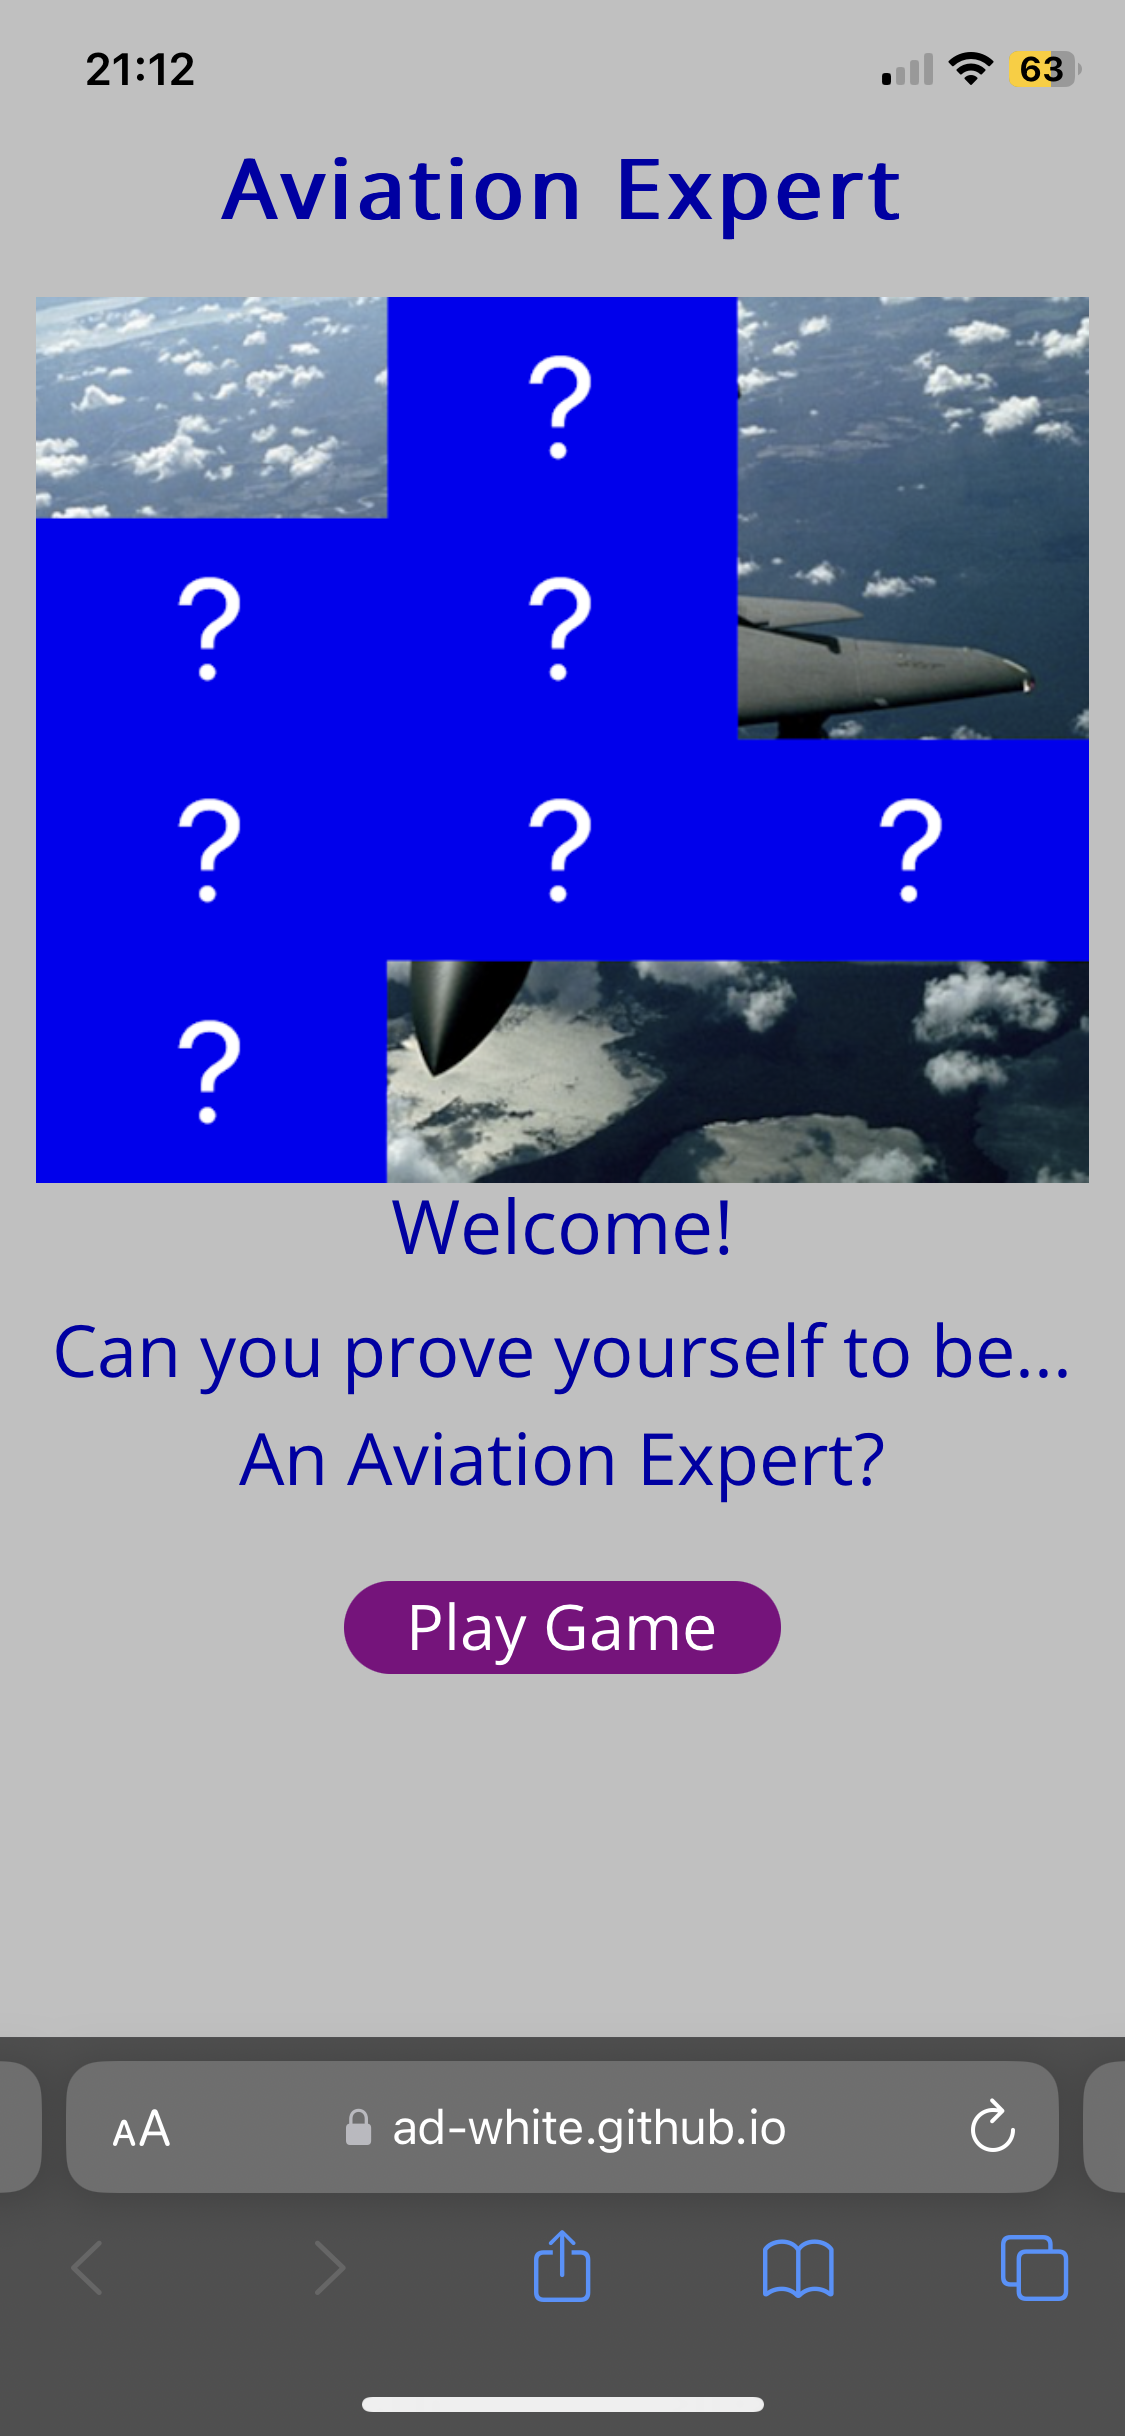 21:12
63
Aviation Expert
?
? ?
? ? ?
?
Welcome!
Can you prove yourself to be...
An Aviation Expert?
Play Game
AA ad-white.github.io